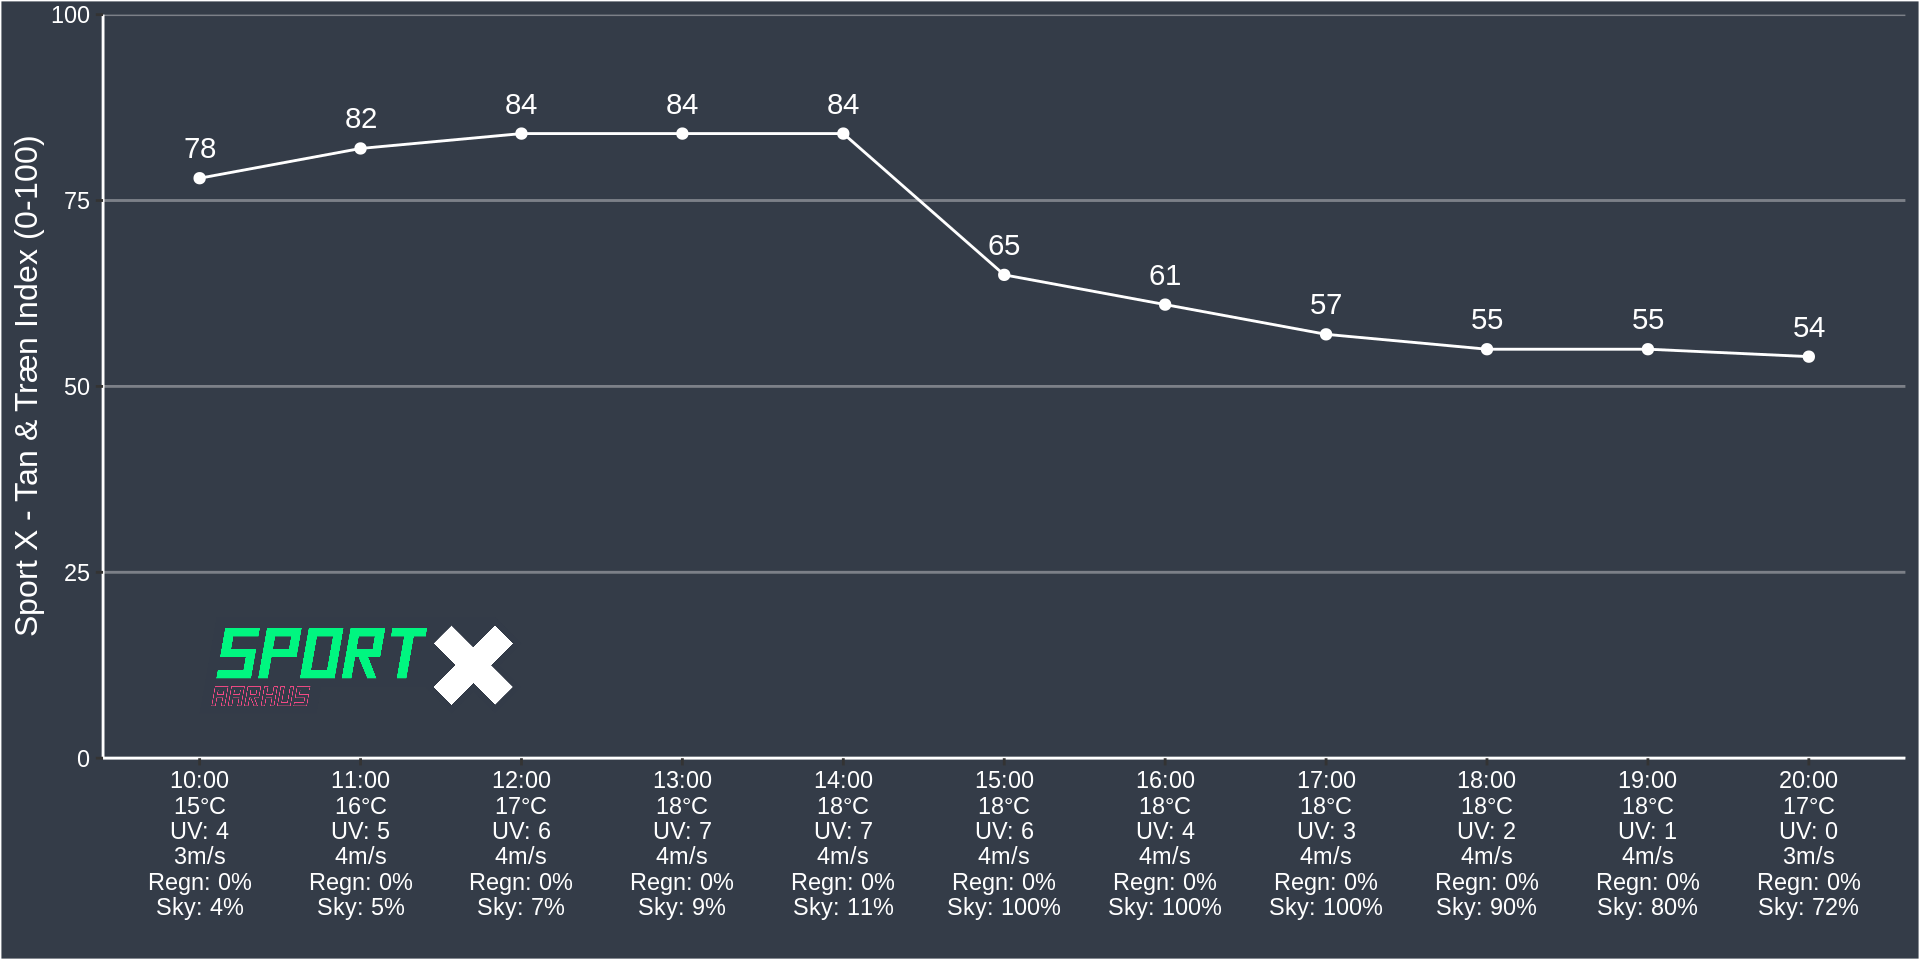 Sport X - Tan & Træn Index (0-100)
100
75
50
25
0
78
82
84
84
84
65
61
57
55
55
54
SPORT X
AARHUS
10:00 11:00 12:00 13:00 14:00 15:00 16:00 17:00 18:00 19:00 20:00
15°C 16°C 17°C 18°C 18°C 18°C 18°C 18°C 18°C 18°C 17°C
UV: 4 UV: 5 UV: 6 UV: 7 UV: 7 UV: 6 UV: 4 UV: 3 UV: 2 UV: 1 UV: 0
3m/s 4m/s 4m/s 4m/s 4m/s 4m/s 4m/s 4m/s 4m/s 4m/s 3m/s
Regn: 0% Regn: 0% Regn: 0% Regn: 0% Regn: 0% Regn: 0% Regn: 0% Regn: 0% Regn: 0% Regn: 0% Regn: 0%
Sky: 4% Sky: 5% Sky: 7% Sky: 9% Sky: 11% Sky: 100% Sky: 100% Sky: 100% Sky: 90% Sky: 80% Sky: 72%